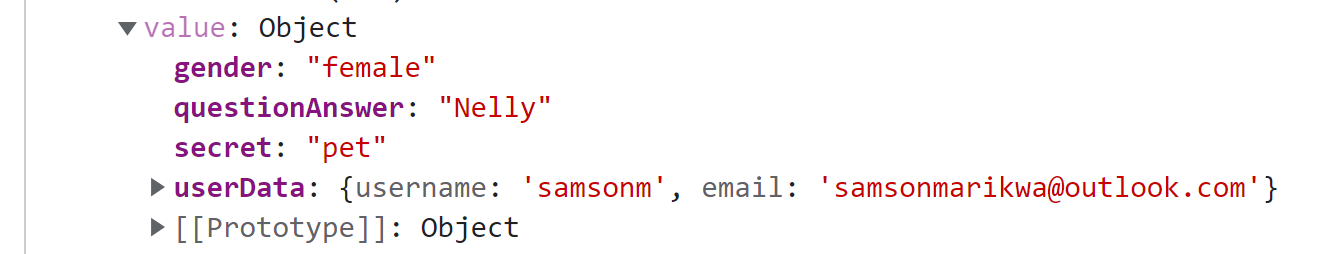 value: Object
gender: "female"
questionAnswer: "Nelly"
secret: "pet"
userData: {username: 'samsonm', email: 'samsonmarikwa@outlook.com'}
[[Prototype]]: Object